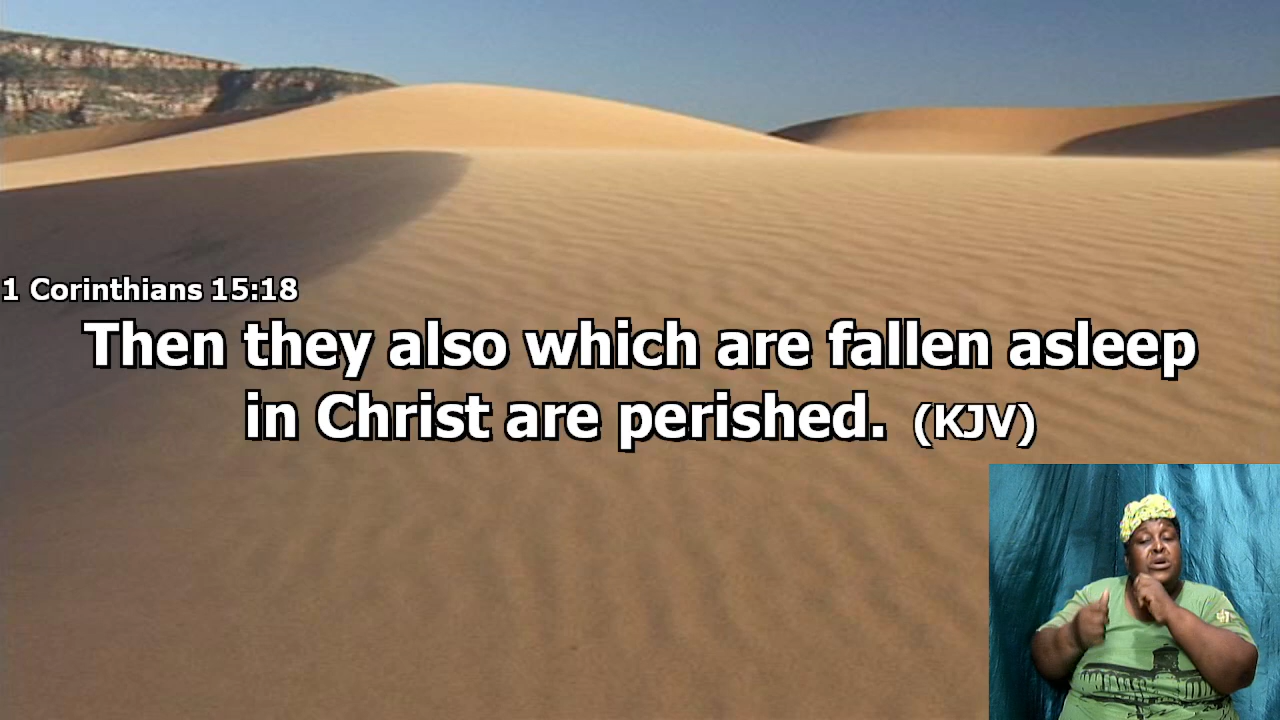 1 Corinthians 15:18
Then they also which are fallen asleep
in Christ are perished. (KJV)